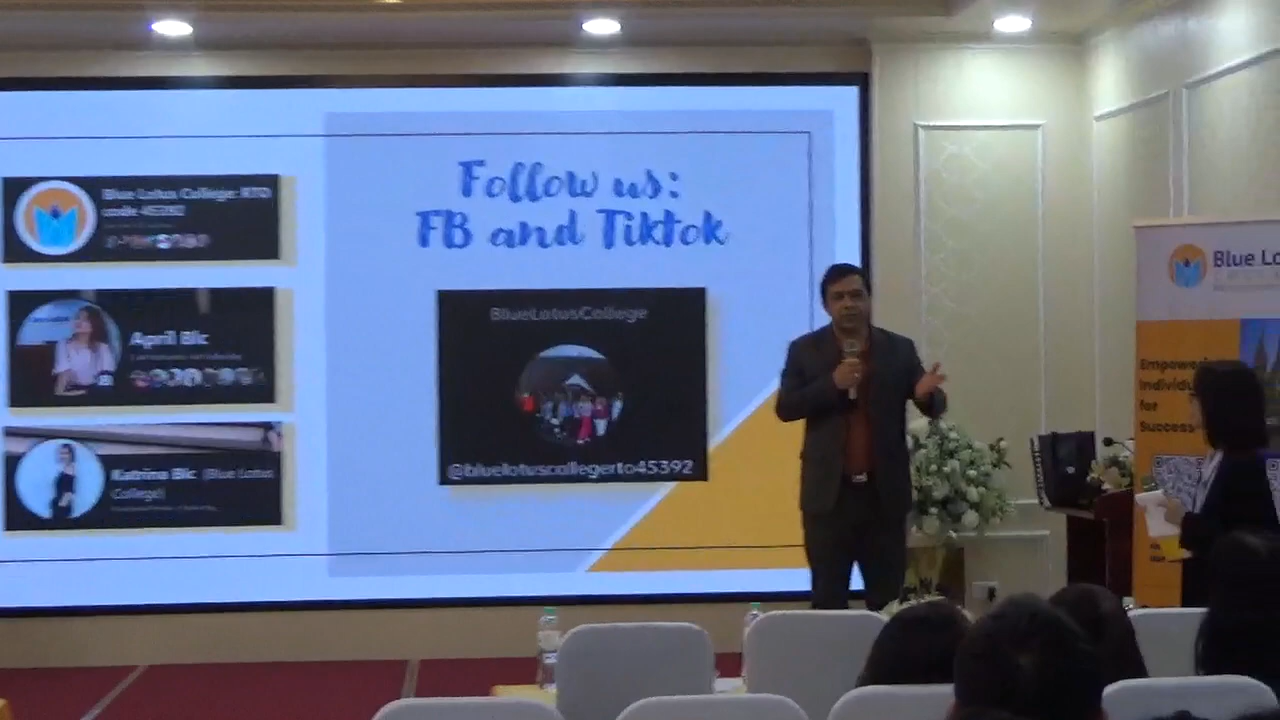 Blue Lotus College: RTO
code 45392
April Blc
Katrina Blc (Blue Lotus
College)
Follow us:
FB and Tiktok
BlueLotusCollege
@bluelotuscollegerto45392
Blue Lo
Empower
Individu
for
Success